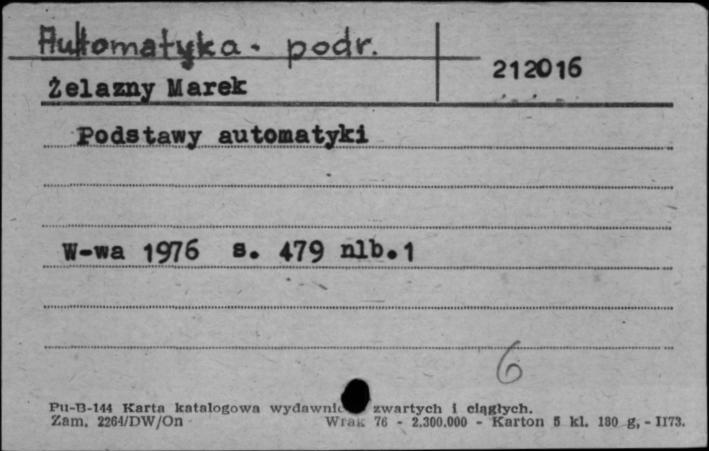 Automatyka - podr.
212016
Żelazny Marek
Podstawy automatyki
W-wa 1976 s. 479 nlb.1
6
Pu-B-144 Karta katalogowa wydawnic zwartych i ciągłych.
Zam. 2264/DW/On Wrak 76 - 2.300.000 - Karton 5 kl. 180 g, - II73.